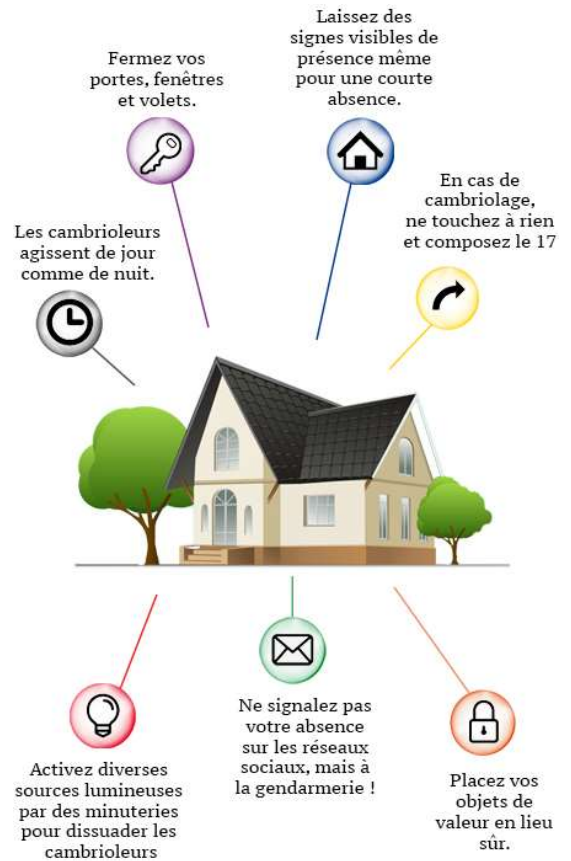 Laissez des
signes visibles de
présence même
pour une courte
absence.
Fermez vos
portes, fenêtres
et volets.
En cas de
cambriolage,
ne touchez à rien
et composez le 17
Les cambrioleurs
agissent de jour
comme de nuit.
Activez diverses
sources lumineuses
par des minuteries
pour dissuader les
cambrioleurs
Ne signalez pas
votre absence
sur les réseaux
sociaux, mais à
la gendarmerie !
Placez vos
objets de
valeur en lieu
sûr.